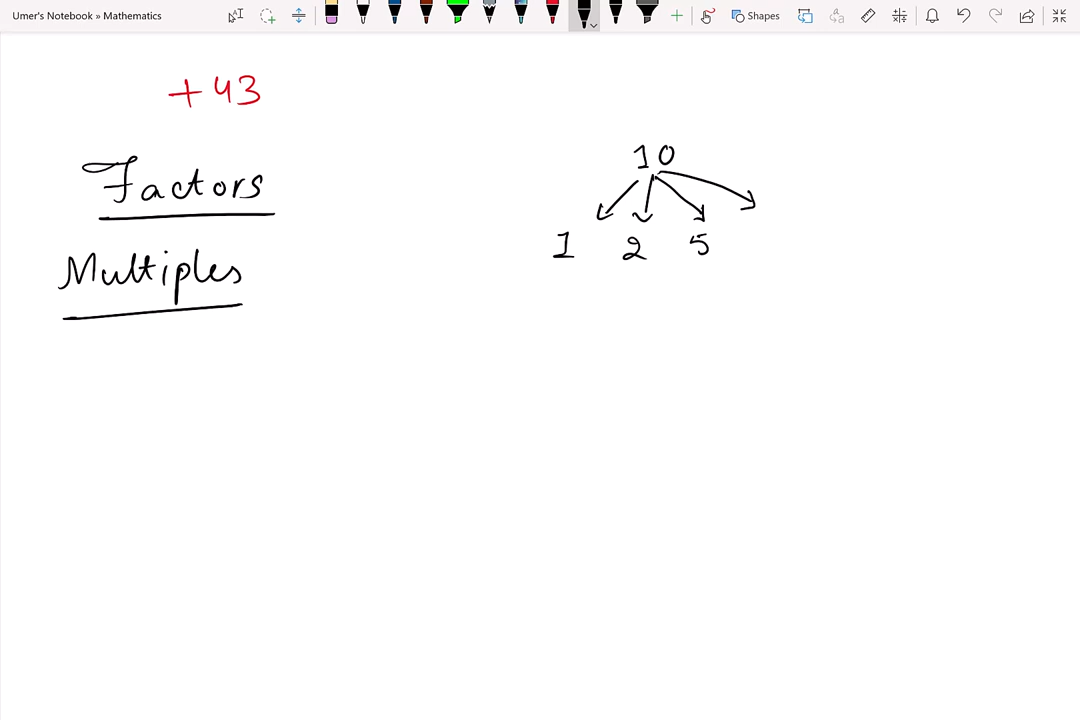 Umer's Notebook » Mathematics
Shapes
+43
Factors
Multiples
10
1 2 5